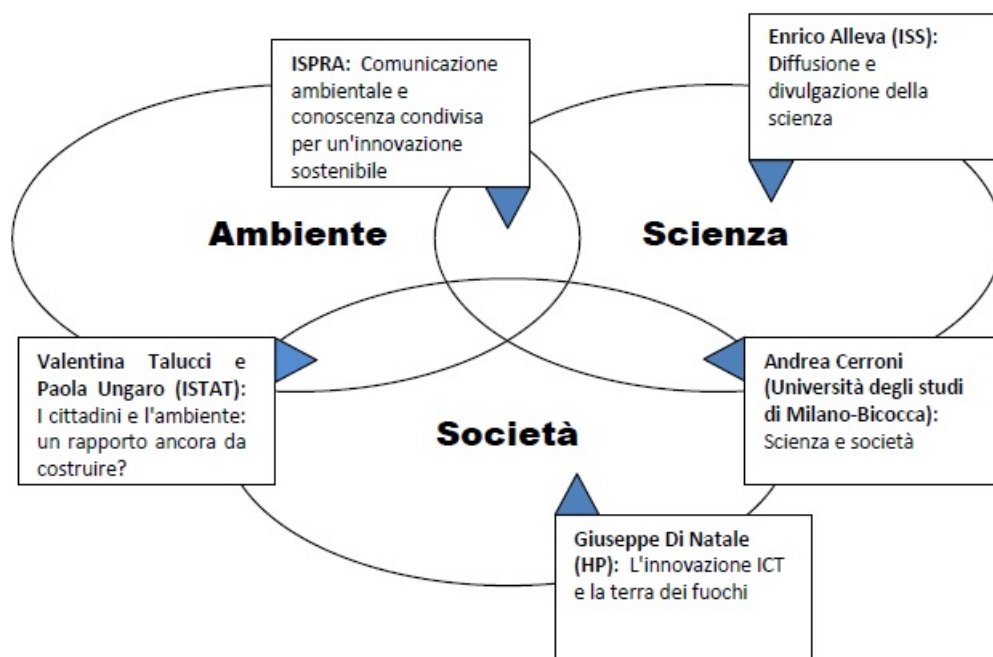 ISPRA: Comunicazione
ambientale e
conoscenza condivisa
per un'innovazione
sostenibile
Enrico Alleva (ISS):
Diffusione e
divulgazione della
scienza
Ambiente
Scienza
Valentina Talucci e
Paola Ungaro (ISTAT):
I cittadini e l'ambiente:
un rapporto ancora da
costruire?
Andrea Cerroni
(Università degli studi
di Milano-Bicocca):
Scienza e società
Società
Giuseppe Di Natale
(HP): L'innovazione ICT
e la terra dei fuochi